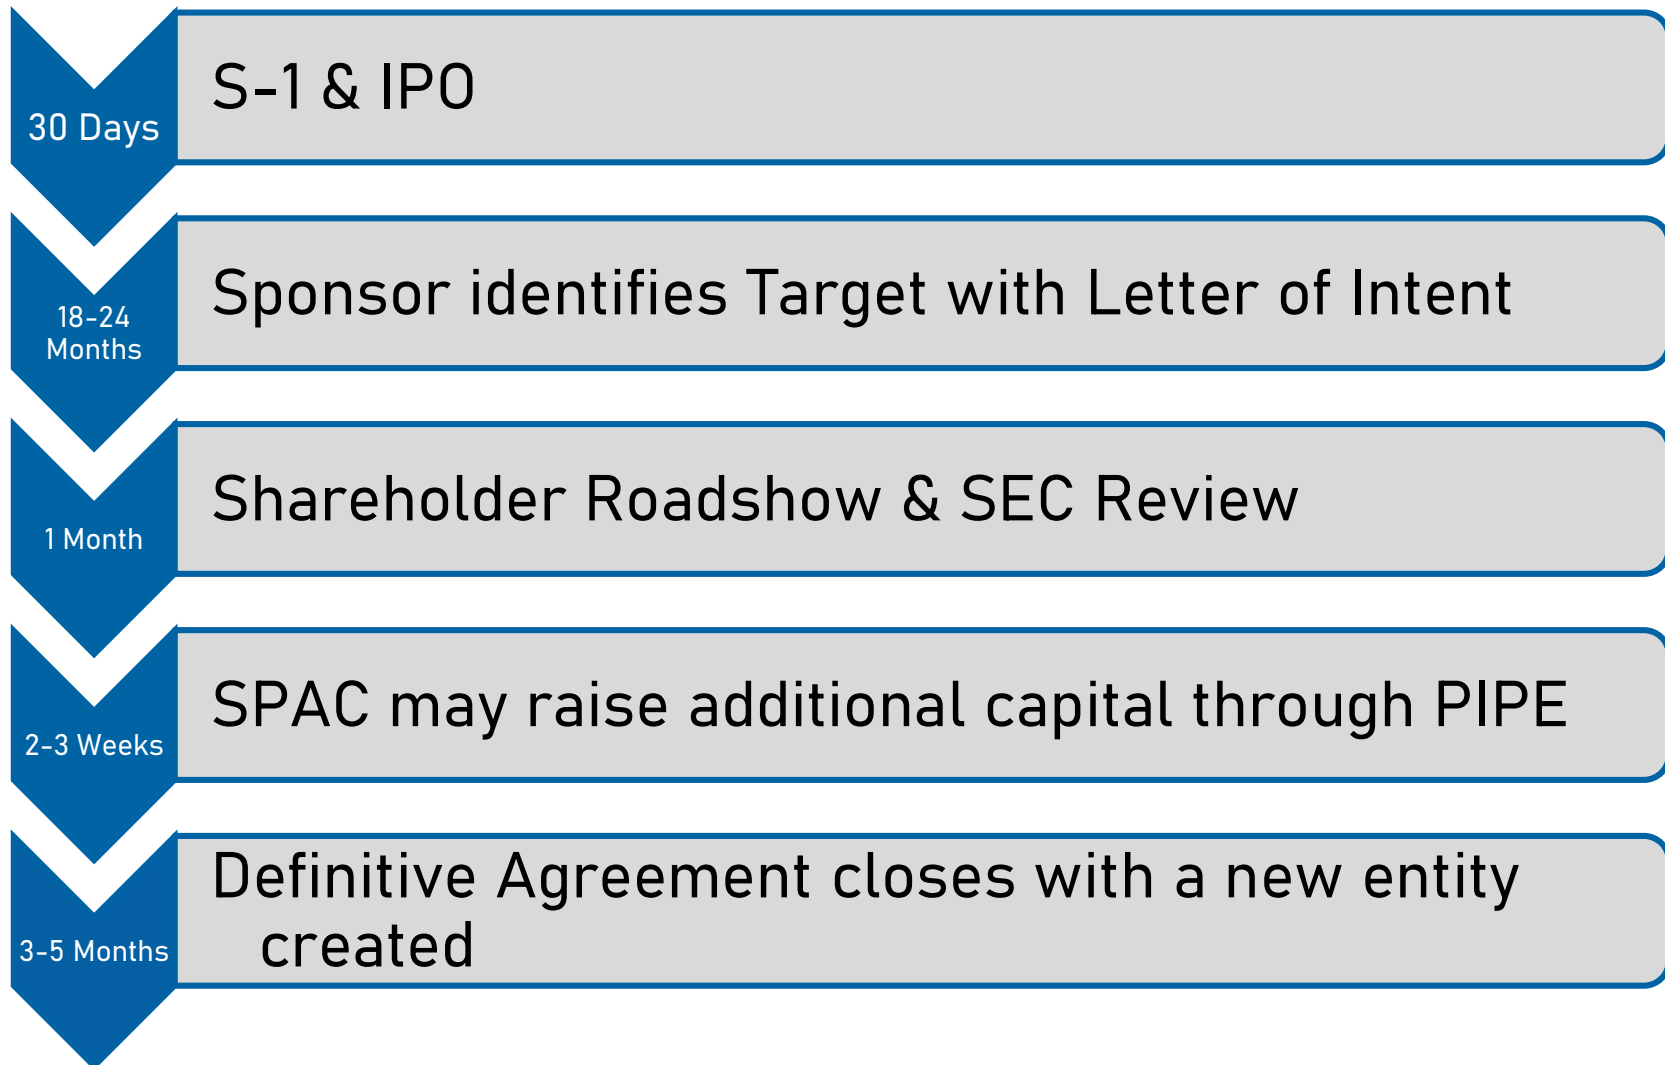 30 Days
S-1 & IPO
18-24
Months
Sponsor identifies Target with Letter of Intent
1 Month
Shareholder Roadshow & SEC Review
2-3 Weeks
SPAC may raise additional capital through PIPE
3-5 Months
Definitive Agreement closes with a new entity
created